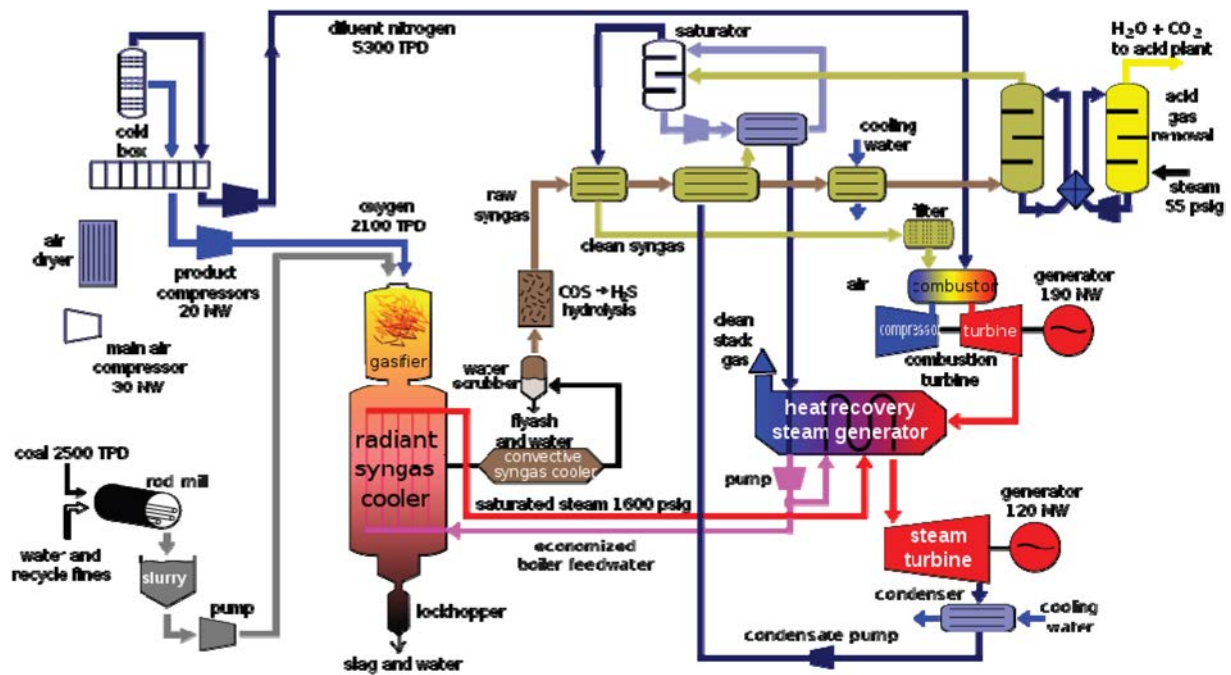 diluent nitrogen
5300 TPD
saturator
H₂O + CO₂
to acid plant
cold
box
cooling
water
acid
gas
removal
steam
55 psig
raw
syngas
oxygen
2100 TPD
air
dryer
product
compressors
20 MW
main air
compressor
30 MW
clean syngas
filter
COS → H₂S
hydrolysis
air
combustor
generator
190 MW
compresso
turbine
combustion
turbine
clean
stack
gas
gasifier
water
scrubber
flyash
and water
convective
syngas cooler
radiant
syngas
cooler
heat recovery
steam generator
pump
saturated steam 1600 psig
economized
boiler feedwater
coal 2500 TPD
rod mill
water and
recycle fines
slurry
pump
lockhopper
slag and water
generator
120 MW
steam
turbine
condenser
cooling
water
condensate pump